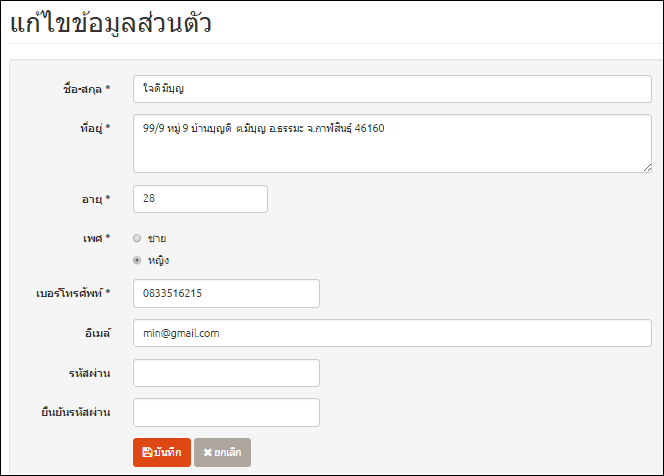 แก้ไขข้อมูลส่วนตัว
ชื่อ-สกุล * ใจดี มีบุญ
ที่อยู่ * 99/9 หมู่ 9 บ้านบุญดี ต.มีบุญ อ.ธรรมะ จ.กาฬสินธุ์ 46160
อายุ * 28
เพศ * ชาย
หญิง
เบอร์โทรศัพท์ * 0833516215
อีเมล์ min@gmail.com
รหัสผ่าน
ยืนยันรหัสผ่าน
บันทึก ยกเลิก